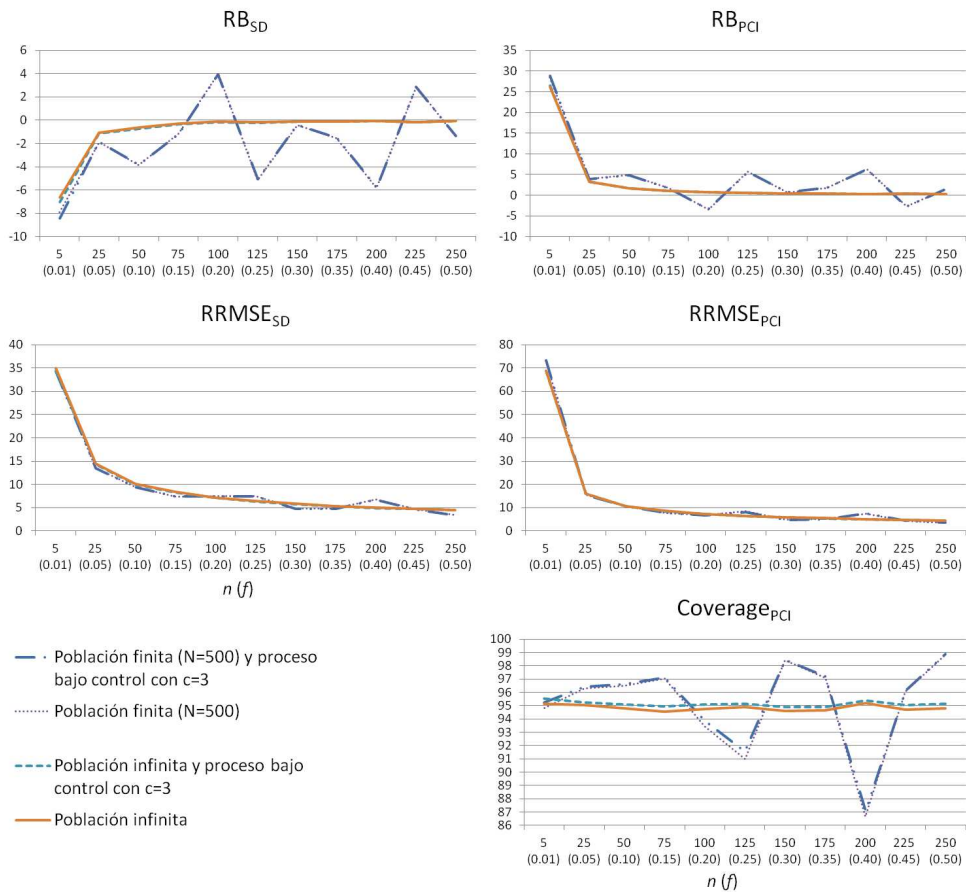 RB_SD
6
4
2
0
-2
-4
-6
-8
-10
5 25 50 75 100 125 150 175 200 225 250
(0.01) (0.05) (0.10) (0.15) (0.20) (0.25) (0.30) (0.35) (0.40) (0.45) (0.50)
RB_PCI
35
30
25
20
15
10
5
0
-5
-10
5 25 50 75 100 125 150 175 200 225 250
(0.01) (0.05) (0.10) (0.15) (0.20) (0.25) (0.30) (0.35) (0.40) (0.45) (0.50)
RRMSE_SD
40
35
30
25
20
15
10
5
0
5 25 50 75 100 125 150 175 200 225 250
(0.01) (0.05) (0.10) (0.15) (0.20) (0.25) (0.30) (0.35) (0.40) (0.45) (0.50)
n (f)
RRMSE_PCI
80
70
60
50
40
30
20
10
0
5 25 50 75 100 125 150 175 200 225 250
(0.01) (0.05) (0.10) (0.15) (0.20) (0.25) (0.30) (0.35) (0.40) (0.45) (0.50)
Población finita (N=500) y proceso
bajo control con c=3
Población finita (N=500)
Población infinita y proceso bajo
control con c=3
Población infinita
Coverage_PCI
100
99
98
97
96
95
94
93
92
91
90
89
88
87
86
5 25 50 75 100 125 150 175 200 225 250
(0.01) (0.05) (0.10) (0.15) (0.20) (0.25) (0.30) (0.35) (0.40) (0.45) (0.50)
n (f)